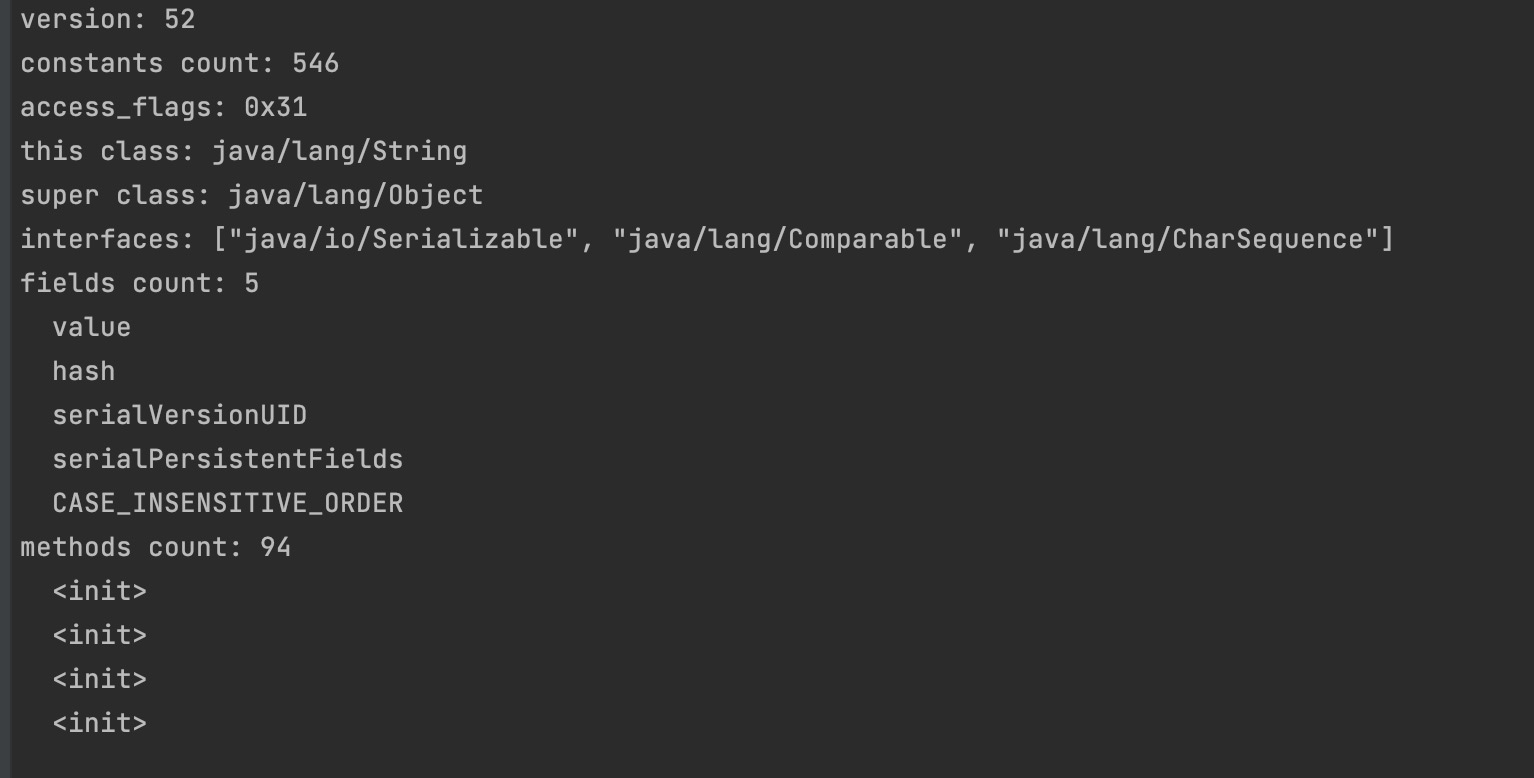 version: 52
constants count: 546
access_flags: 0x31
this class: java/lang/String
super class: java/lang/Object
interfaces: ["java/io/Serializable", "java/lang/Comparable", "java/lang/CharSequence"]
fields count: 5
  value
  hash
  serialVersionUID
  serialPersistentFields
  CASE_INSENSITIVE_ORDER
methods count: 94
  <init>
  <init>
  <init>
  <init>